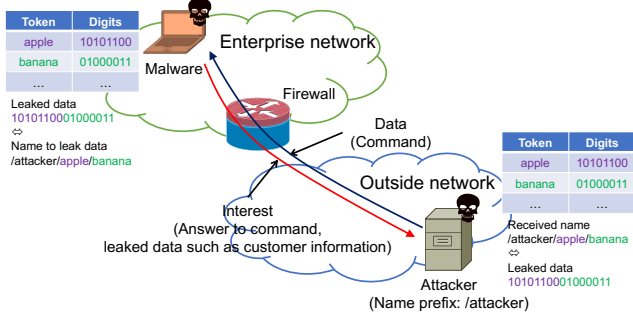 Token Digits
apple 10101100
banana 01000011
... ...
Leaked data
1010110001000011
⇔
Name to leak data
/attacker/apple/banana
Enterprise network
Malware
Firewall
Data
(Command)
Outside network
Interest
(Answer to command,
leaked data such as customer information)
Attacker
(Name prefix: /attacker)
Token Digits
apple 10101100
banana 01000011
... ...
Received name
/attacker/apple/banana
⇔
Leaked data
1010110001000011